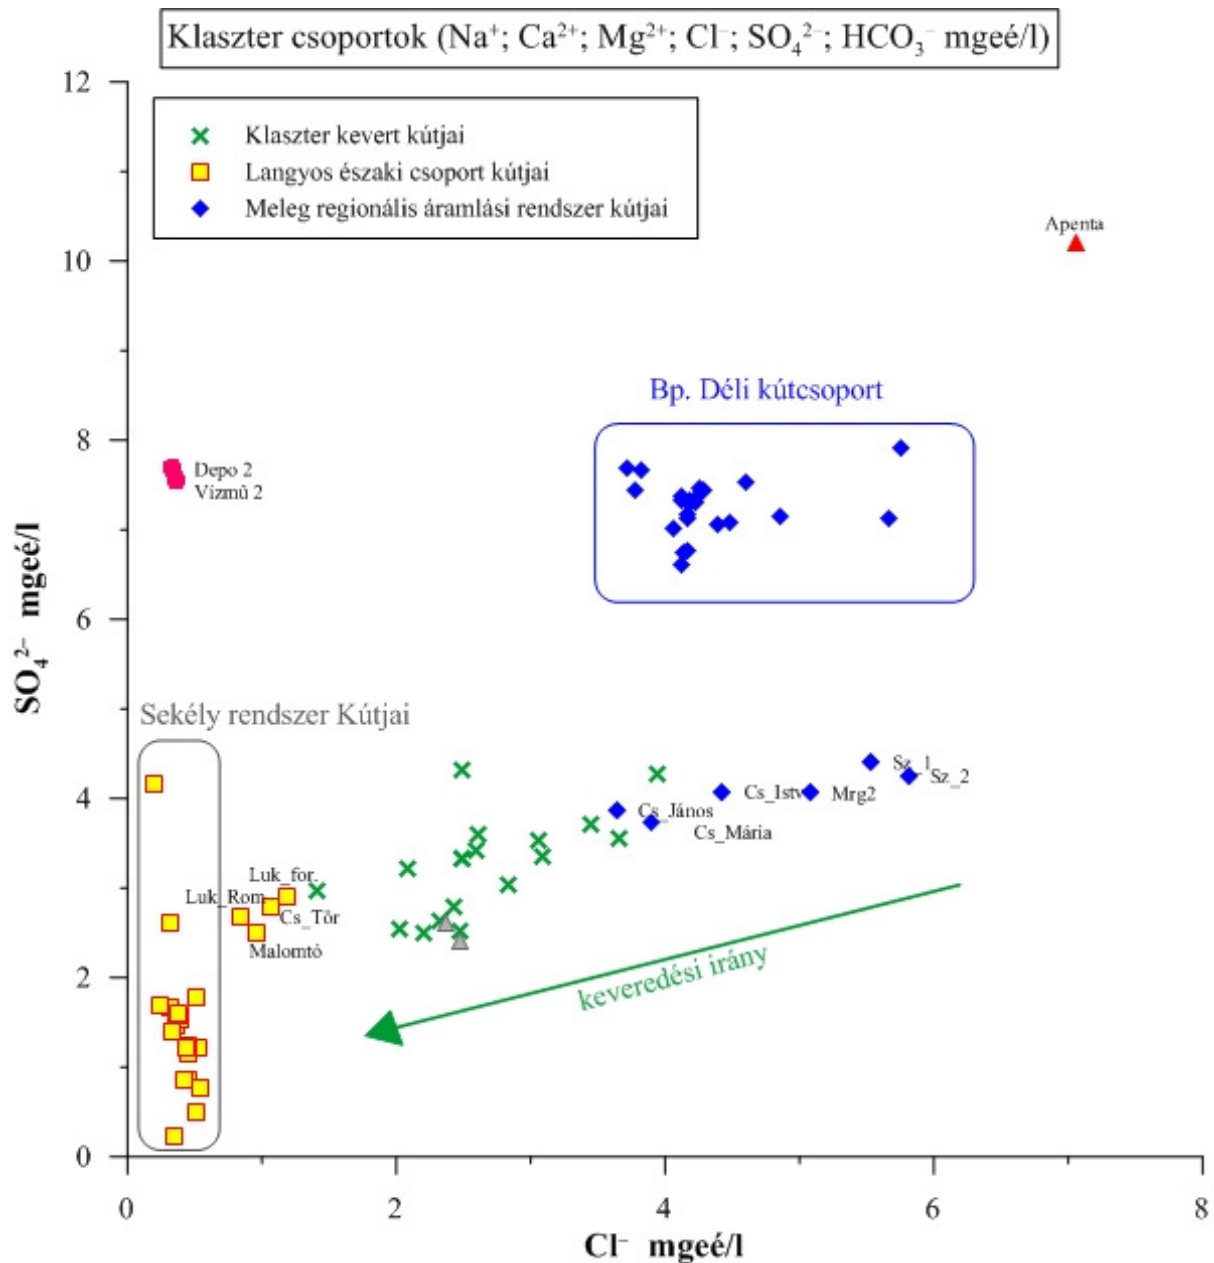 Klaszter csoportok (Na⁺; Ca²⁺; Mg²⁺; Cl⁻; SO₄²⁻; HCO₃⁻ mgeé/l)
12
Klaszter kevert kútjai
Langyos északi csoport kútjai
Meleg regionális áramlási rendszer kútjai
Apenta
10
Bp. Déli kútcsoport
8
Depo 2
Vízmű 2
6
SO₄²⁻ mgeé/l
Sekély rendszer Kútjai
Sz_1
Sz_2
4
Cs_Istv
Mrg2
Cs_János
Cs_Mária
Luk_for.
Luk_Rom
Cs_Tör
Malomtó
keveredési irány
2
0
0
2
4
6
8
Cl⁻ mgeé/l